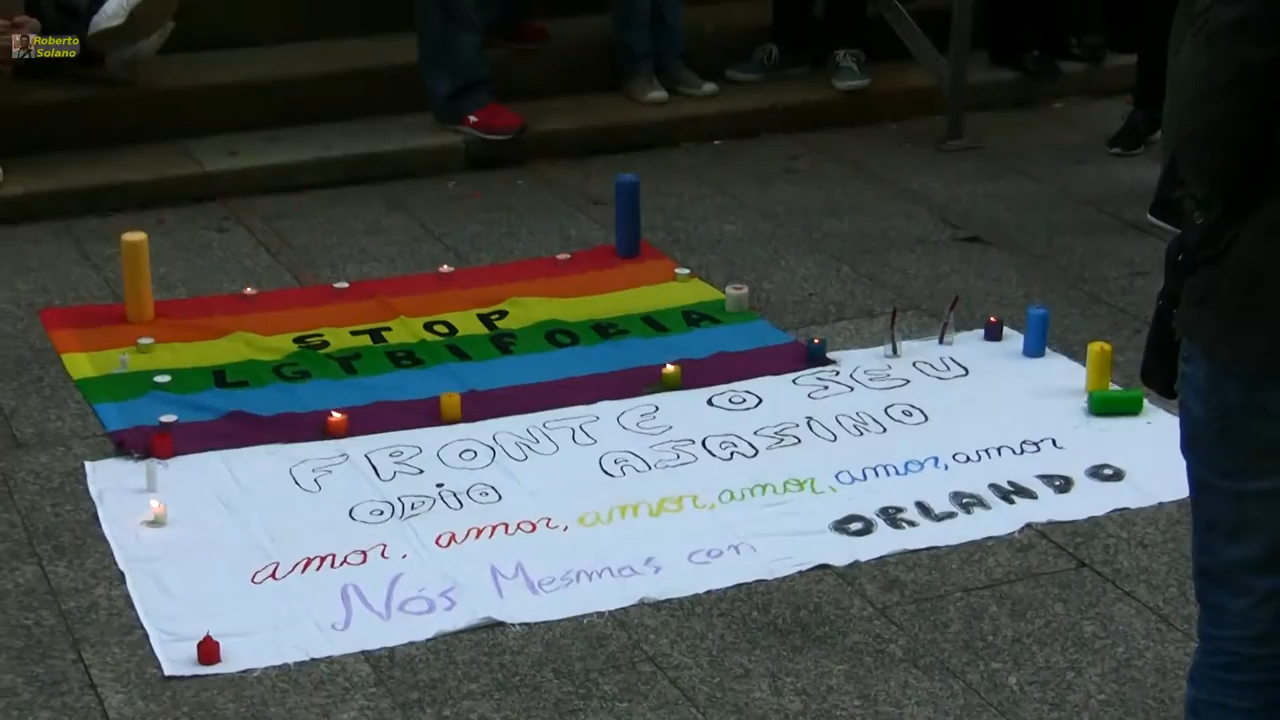 Roberto
Solano
STOP
LGTBIFOBIA
FRONTE O SEU
ODIO ASASINO
amor, amor, amor, amor, amor, amor
Nós Mesmas con ORLANDO